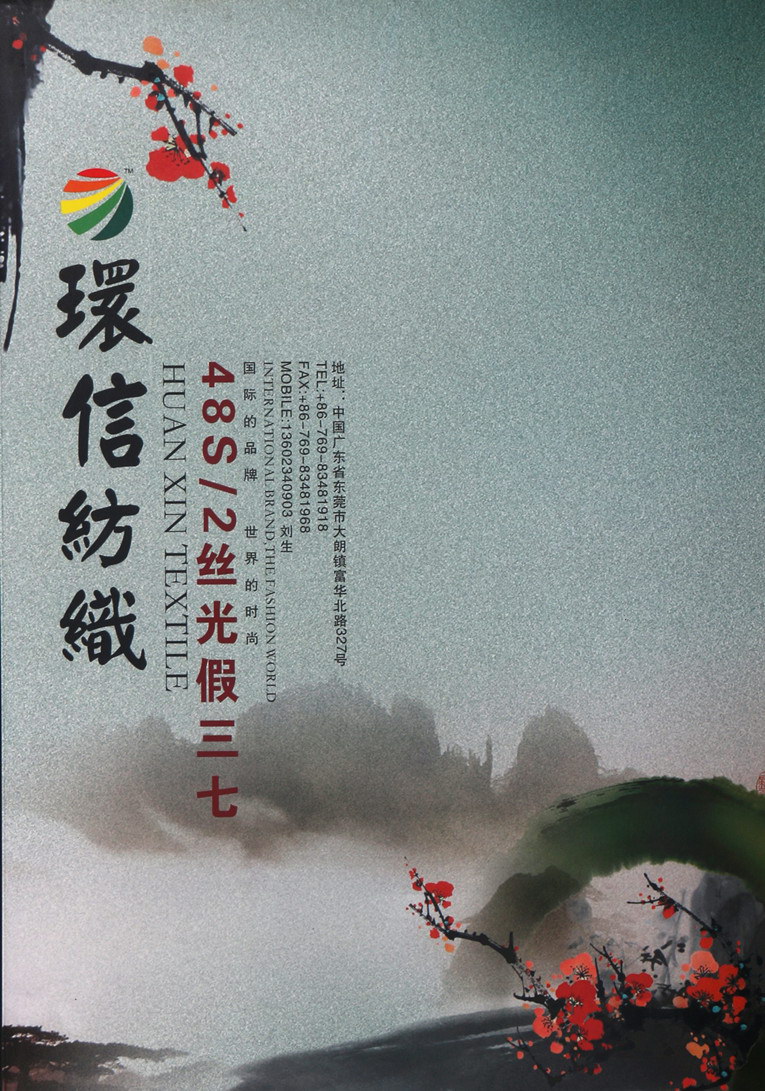 TM
環信紡織
HUAN XIN TEXTILE
48S/2丝光假三七
国际的品牌 世界的时尚
INTERNATIONAL BRAND,THE FASHION WORLD
MOBILE:13602340903 刘生
FAX:+86-769-83481968
TEL:+86-769-83481918
地址:中国广东省东莞市大朗镇富华北路327号